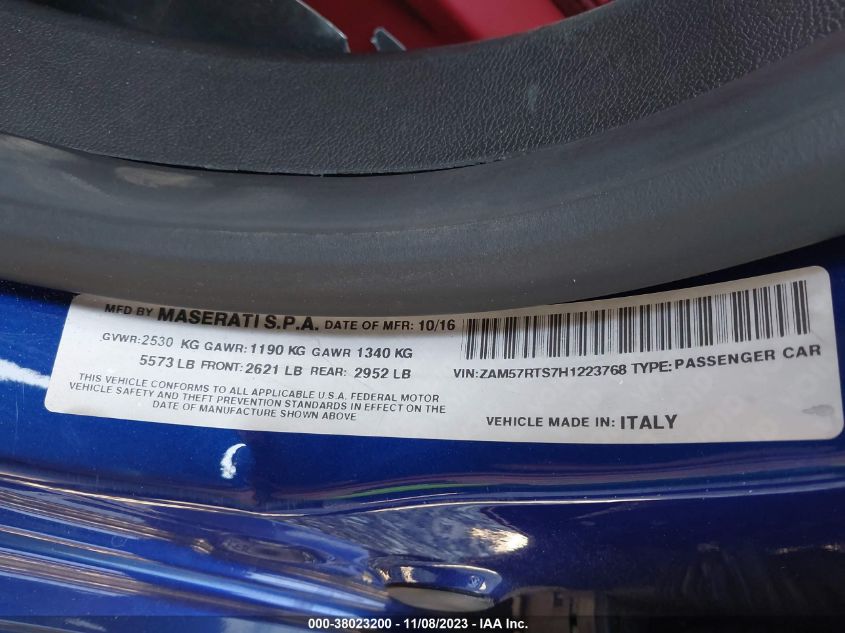 MFD BY MASERATI S.P.A. DATE OF MFR: 10/16
GVWR:2530 KG GAWR:1190 KG GAWR 1340 KG
5573 LB FRONT:2621 LB REAR: 2952 LB
THIS VEHICLE CONFORMS TO ALL APPLICABLE U.S.A. FEDERAL MOTOR
VEHICLE SAFETY AND THEFT PREVENTION STANDARDS IN EFFECT ON THE
DATE OF MANUFACTURE SHOWN ABOVE
VIN:ZAM57RTS7H1223768 TYPE:PASSENGER CAR
VEHICLE MADE IN: ITALY
000-38023200 - 11/08/2023 - IAA Inc.